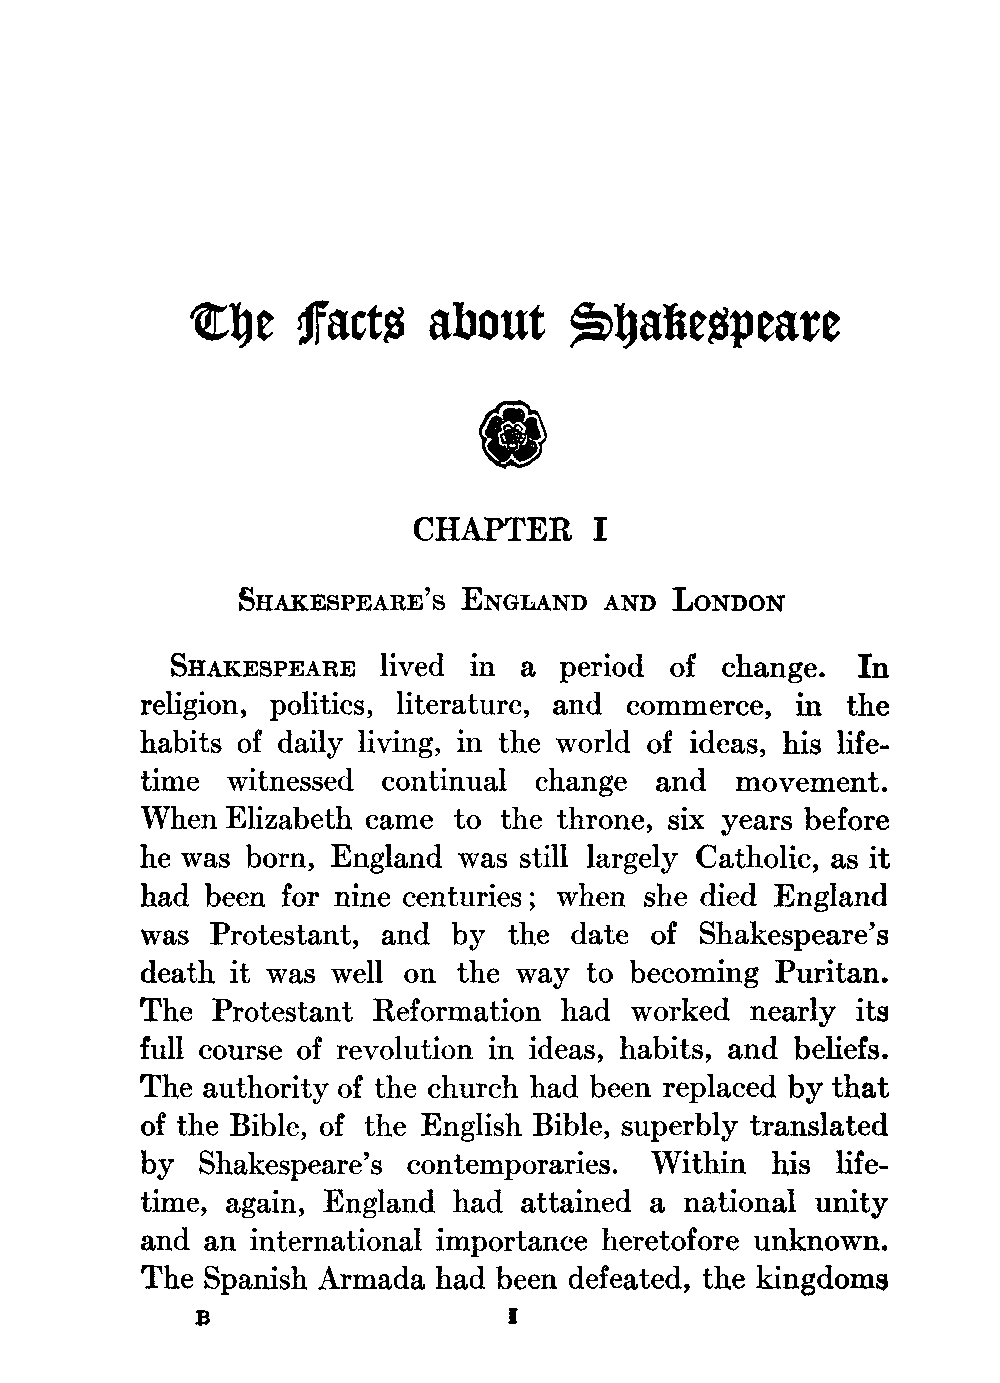 The Facts about Shakespeare
CHAPTER I
SHAKESPEARE'S ENGLAND AND LONDON
SHAKESPEARE lived in a period of change. In
religion, politics, literature, and commerce, in the
habits of daily living, in the world of ideas, his life-
time witnessed continual change and movement.
When Elizabeth came to the throne, six years before
he was born, England was still largely Catholic, as it
had been for nine centuries; when she died England
was Protestant, and by the date of Shakespeare's
death it was well on the way to becoming Puritan.
The Protestant Reformation had worked nearly its
full course of revolution in ideas, habits, and beliefs.
The authority of the church had been replaced by that
of the Bible, of the English Bible, superbly translated
by Shakespeare's contemporaries. Within his life-
time, again, England had attained a national unity
and an international importance heretofore unknown.
The Spanish Armada had been defeated, the kingdoms
B 1